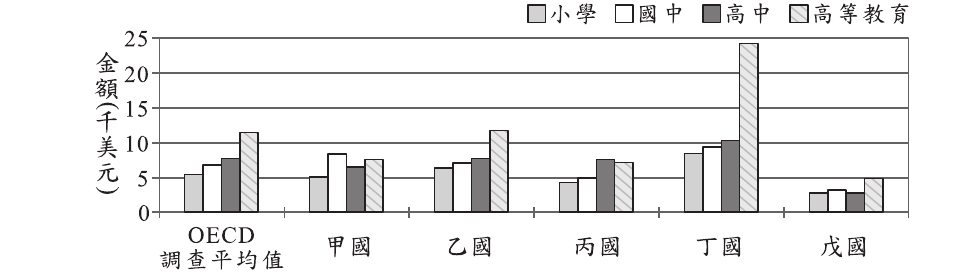 小學 國中 高中 高等教育
金額(千美元)
25
20
15
10
5
0
OECD
調查平均值
甲國
乙國
丙國
丁國
戊國